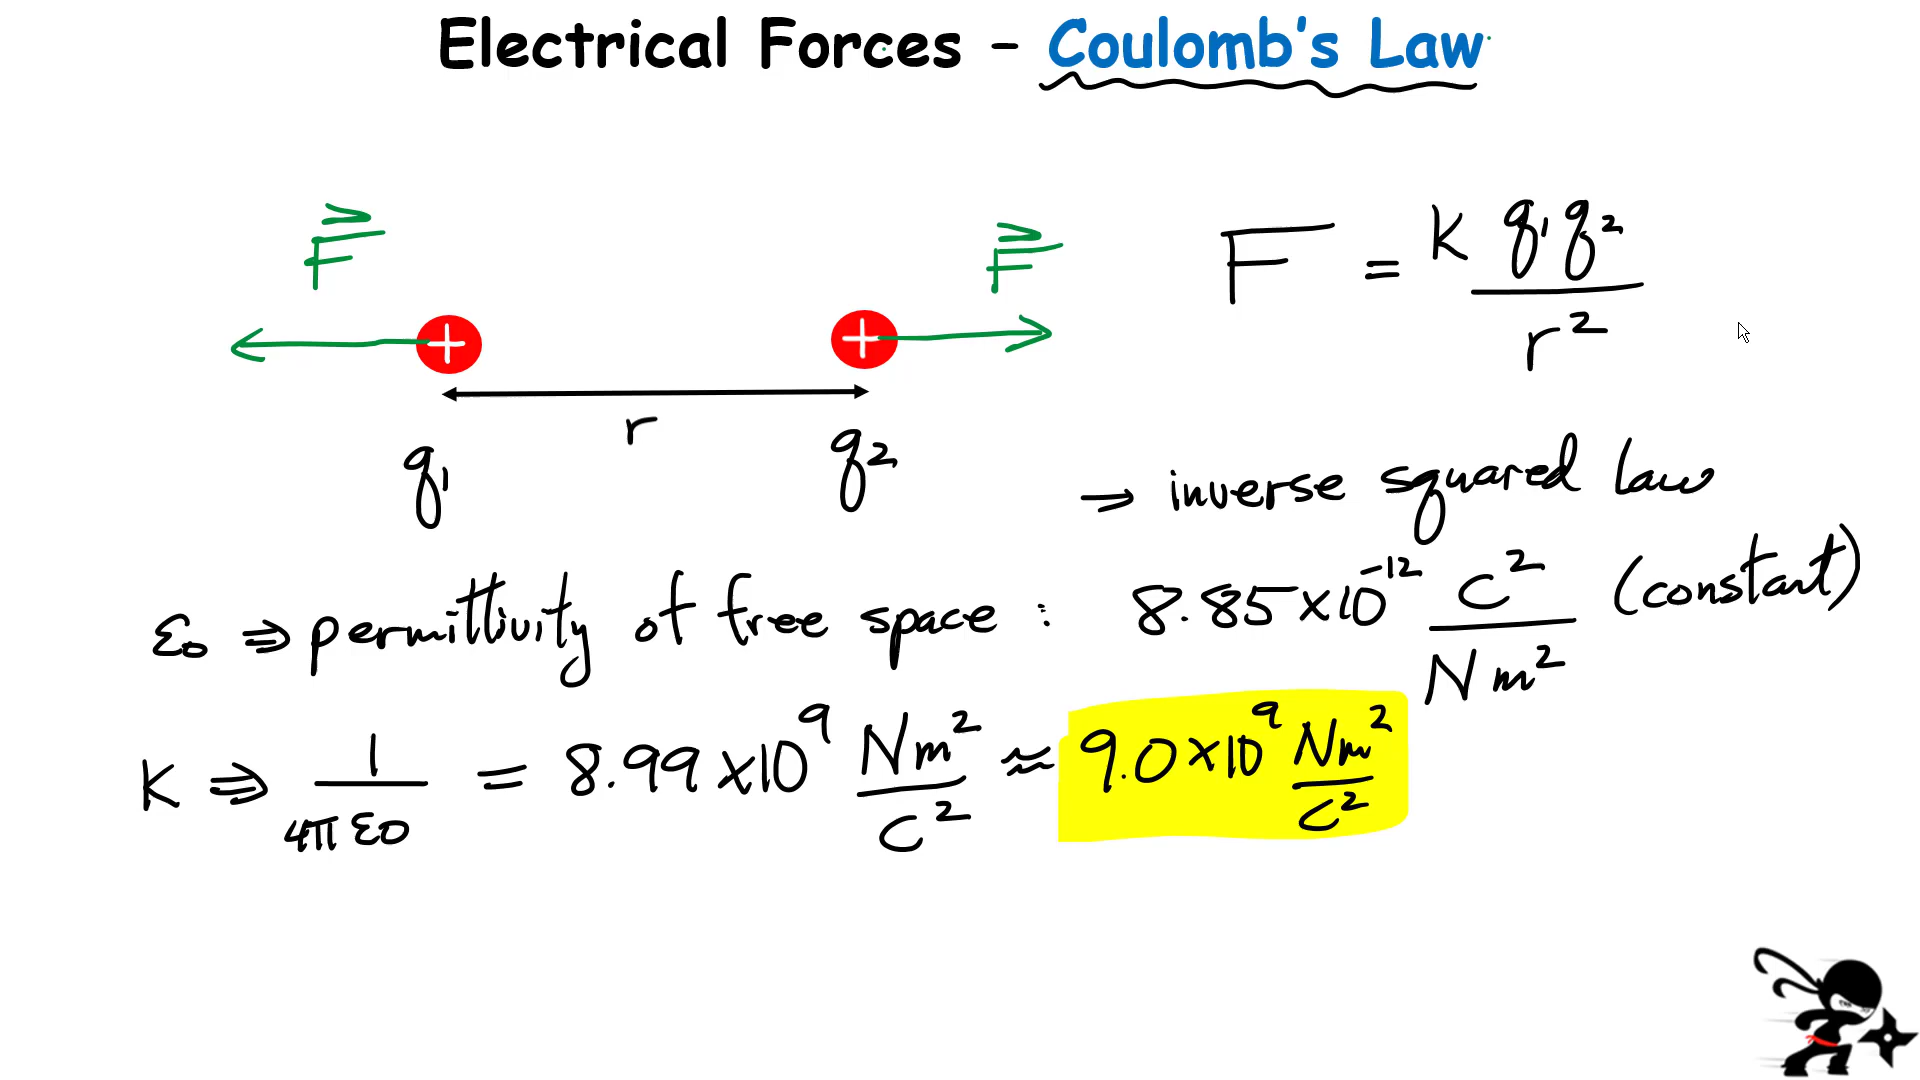 Electrical Forces - Coulomb's Law
F⃗
F⃗
+
+
r
q₁
q₂
F = K q₁q₂ / r²
→ inverse squared law
ε₀ ⇒ permittivity of free space : 8.85×10⁻¹² C² / Nm² (constant)
K ⇒ 1 / 4πε₀ = 8.99×10⁹ Nm² / C² ≈ 9.0×10⁹ Nm² / C²